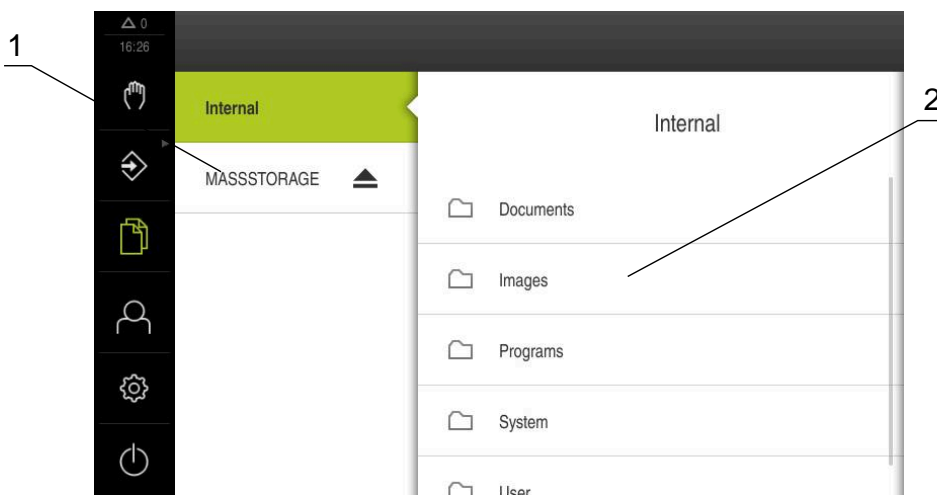 1
0
16:26
Internal
MASSSTORAGE
Internal
2
Documents
Images
Programs
System
User